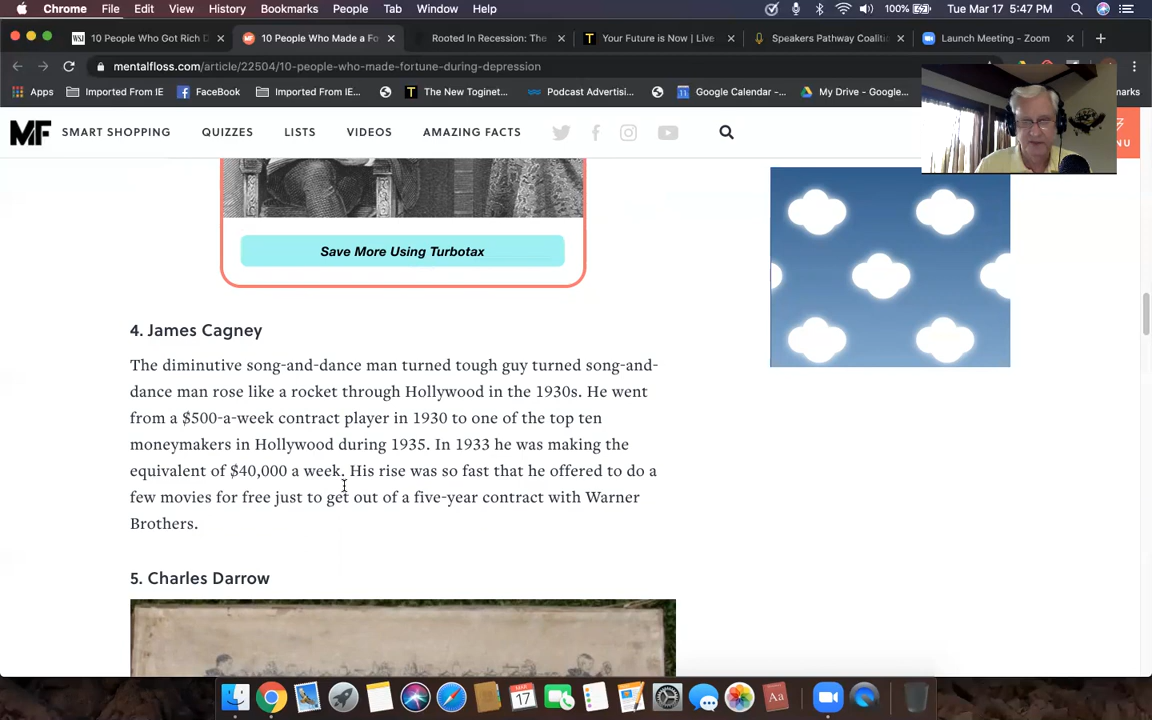 Chrome File Edit View History Bookmarks People Tab Window Help 100% Tue Mar 17 5:47 PM
WSJ 10 People Who Got Rich D 10 People Who Made a Fo Rooted In Recession: The T Your Future is Now | Live Speakers Pathway Coaliti Launch Meeting - Zoom
mentalfloss.com/article/22504/10-people-who-made-fortune-during-depression
Apps Imported From IE FaceBook Imported From IE... T The New Toginet... Podcast Advertisi... Google Calendar -... My Drive - Google...
MF SMART SHOPPING QUIZZES LISTS VIDEOS AMAZING FACTS
Save More Using Turbotax
4. James Cagney
The diminutive song-and-dance man turned tough guy turned song-and-
dance man rose like a rocket through Hollywood in the 1930s. He went
from a $500-a-week contract player in 1930 to one of the top ten
moneymakers in Hollywood during 1935. In 1933 he was making the
equivalent of $40,000 a week. His rise was so fast that he offered to do a
few movies for free just to get out of a five-year contract with Warner
Brothers.
5. Charles Darrow
MAR
17
Aa